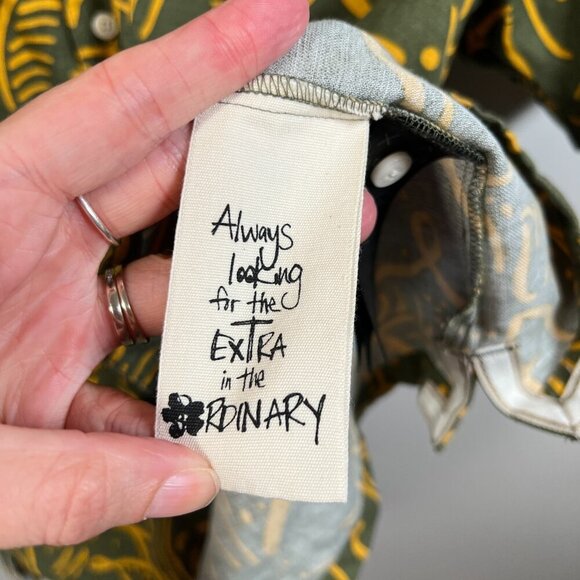 Always
looking
for the
EXTRA
in the
ORDINARY